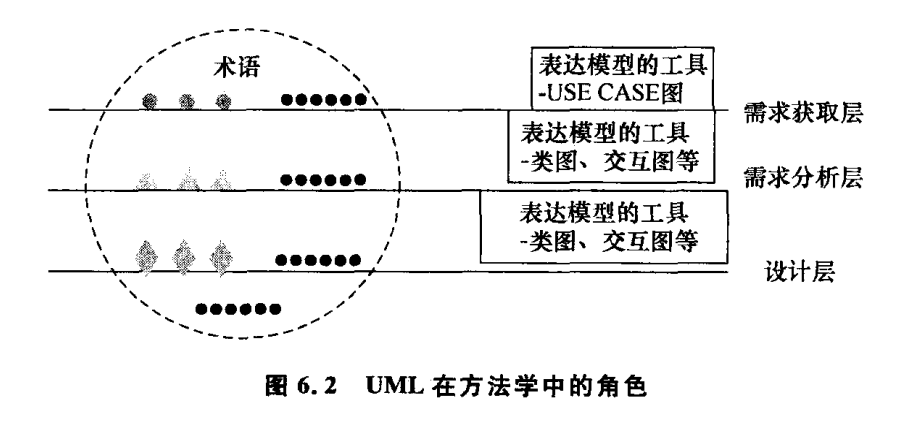 术语
表达模型的工具
-USE CASE图
需求获取层
表达模型的工具
-类图、交互图等
需求分析层
表达模型的工具
-类图、交互图等
设计层
图 6.2 UML 在方法学中的角色